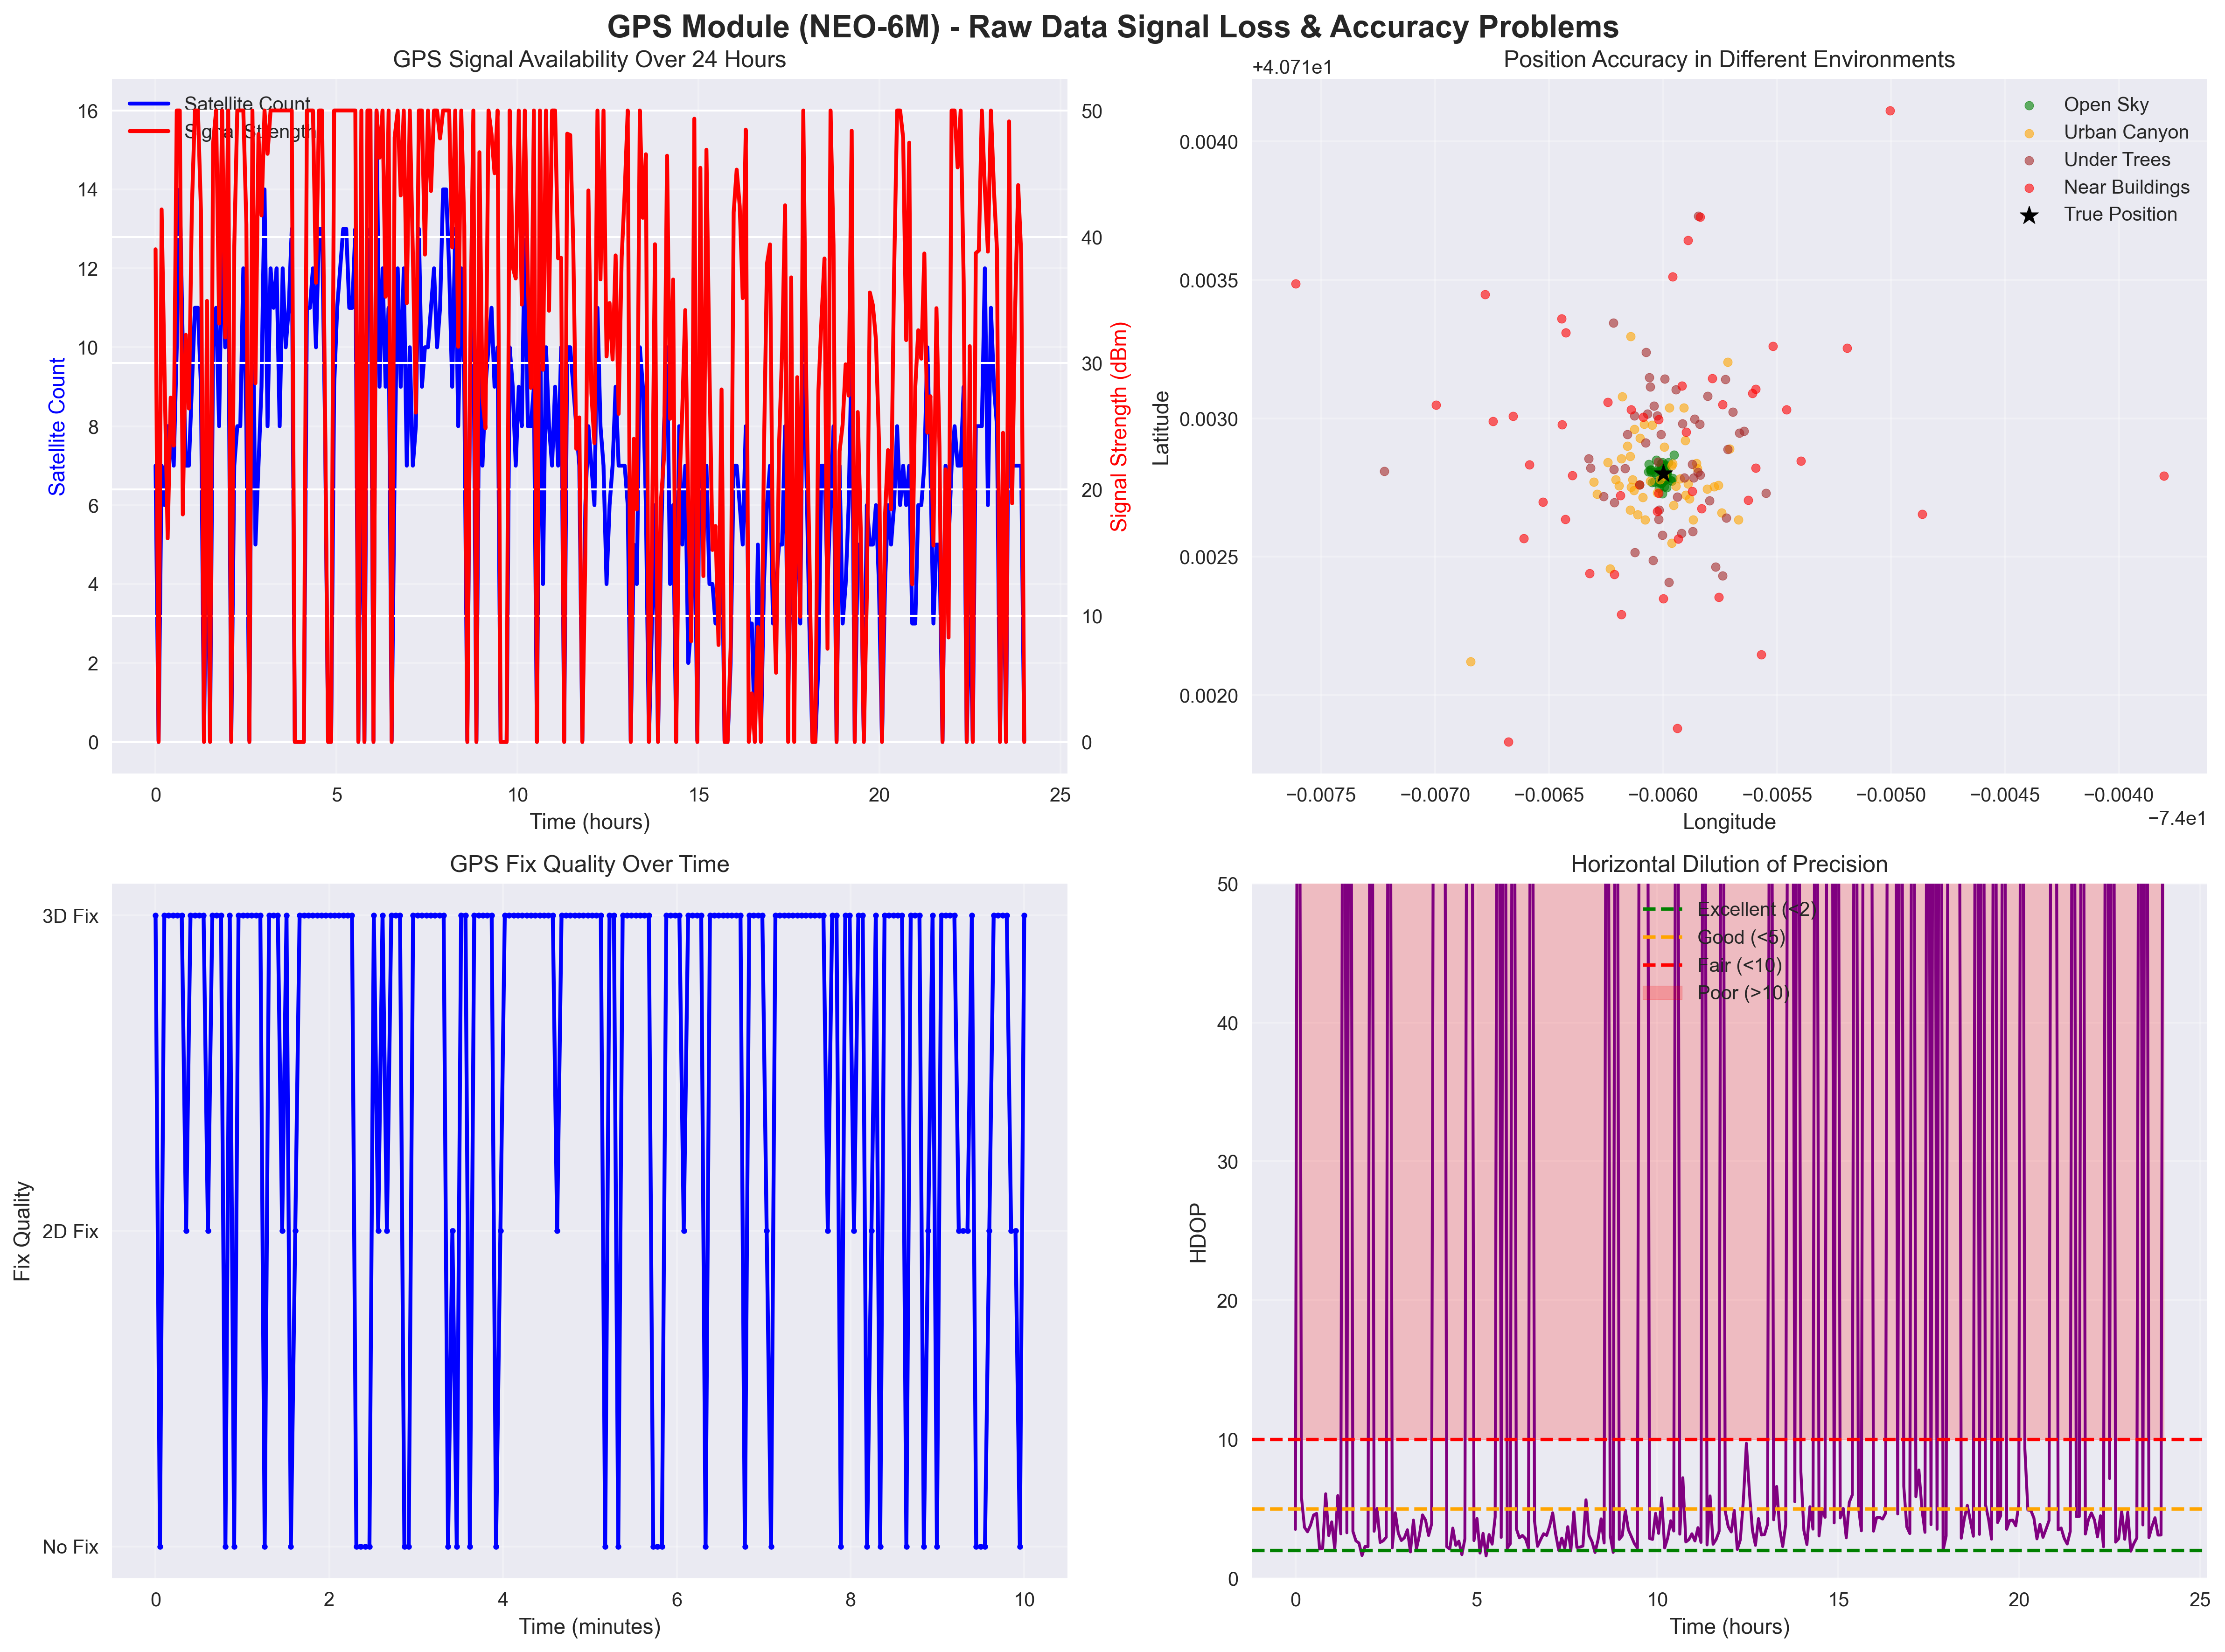 GPS Module (NEO-6M) - Raw Data Signal Loss & Accuracy Problems
GPS Signal Availability Over 24 Hours
Satellite Count
Signal Strength
16
14
12
10
8
6
4
2
0
Satellite Count
50
40
30
20
10
0
Signal Strength (dBm)
0
5
10
15
20
25
Time (hours)
Position Accuracy in Different Environments
+4.071e1
Open Sky
Urban Canyon
Under Trees
Near Buildings
True Position
0.0040
0.0035
0.0030
0.0025
0.0020
Latitude
−0.0075
−0.0070
−0.0065
−0.0060
−0.0055
−0.0050
−0.0045
−0.0040
−7.4e1
Longitude
GPS Fix Quality Over Time
3D Fix
2D Fix
No Fix
Fix Quality
0
2
4
6
8
10
Time (minutes)
Horizontal Dilution of Precision
Excellent (<2)
Good (<5)
Fair (<10)
Poor (>10)
50
40
30
20
10
0
HDOP
0
5
10
15
20
25
Time (hours)